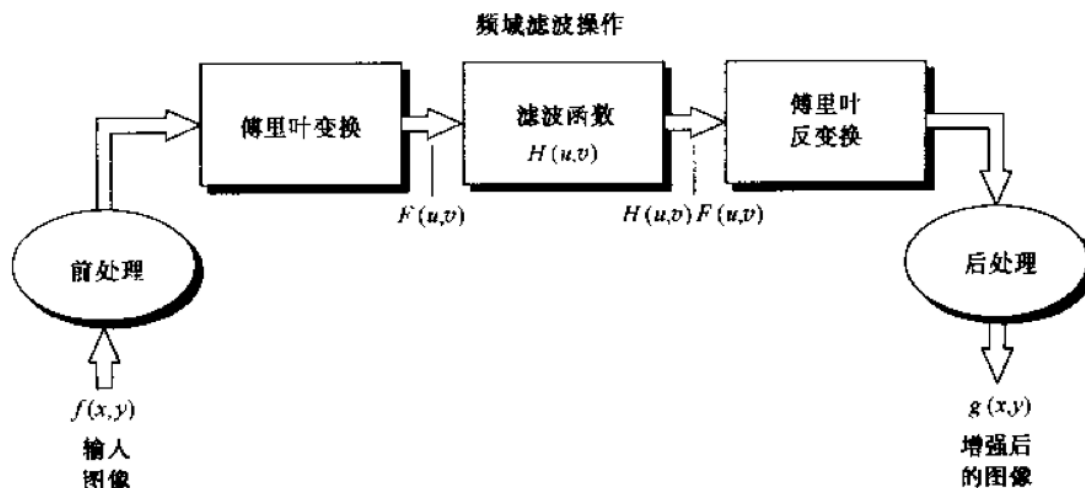 频域滤波操作
傅里叶变换
滤波函数
H(u,v)
傅里叶
反变换
F(u,v)
H(u,v)F(u,v)
前处理
后处理
f(x,y)
输入
图像
g(x,y)
增强后
的图像